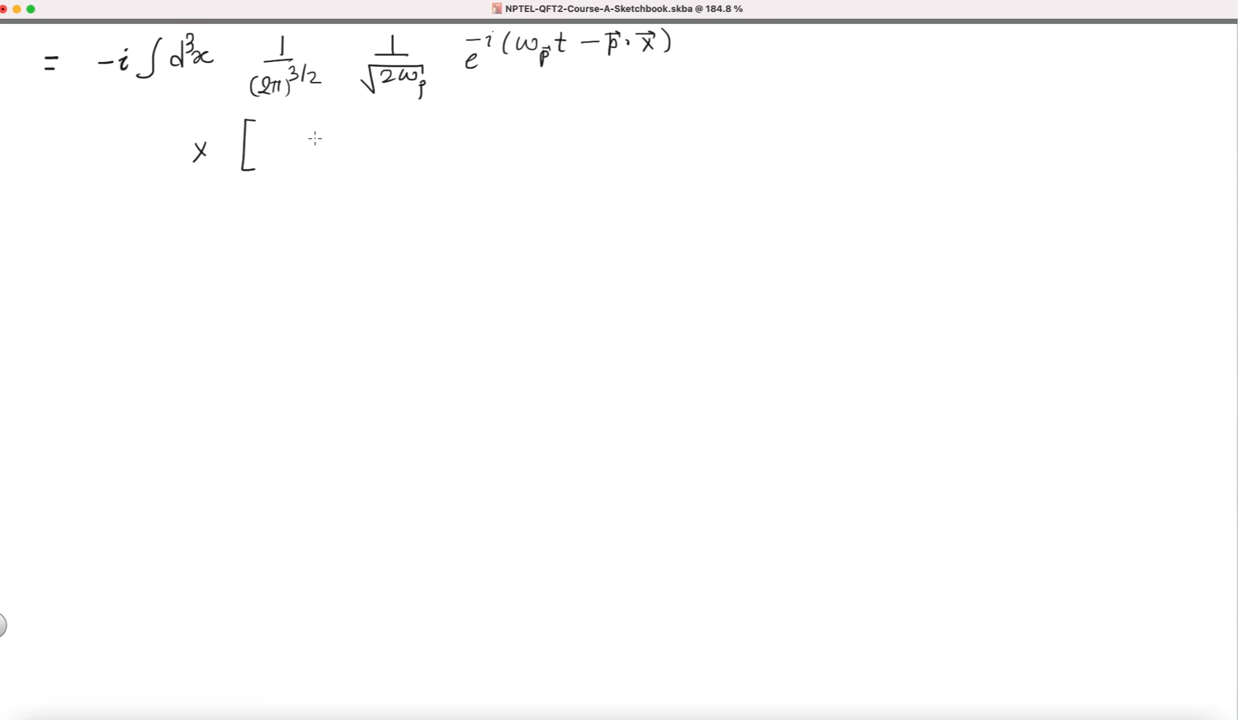 NPTEL-QFT2-Course-A-Sketchbook.skba @ 184.8 %
= -i ∫ d³x 1/(2π)^{3/2} 1/√(2ω_p⃗) e^{-i(ω_p⃗ t - p⃗·x⃗)}
× [